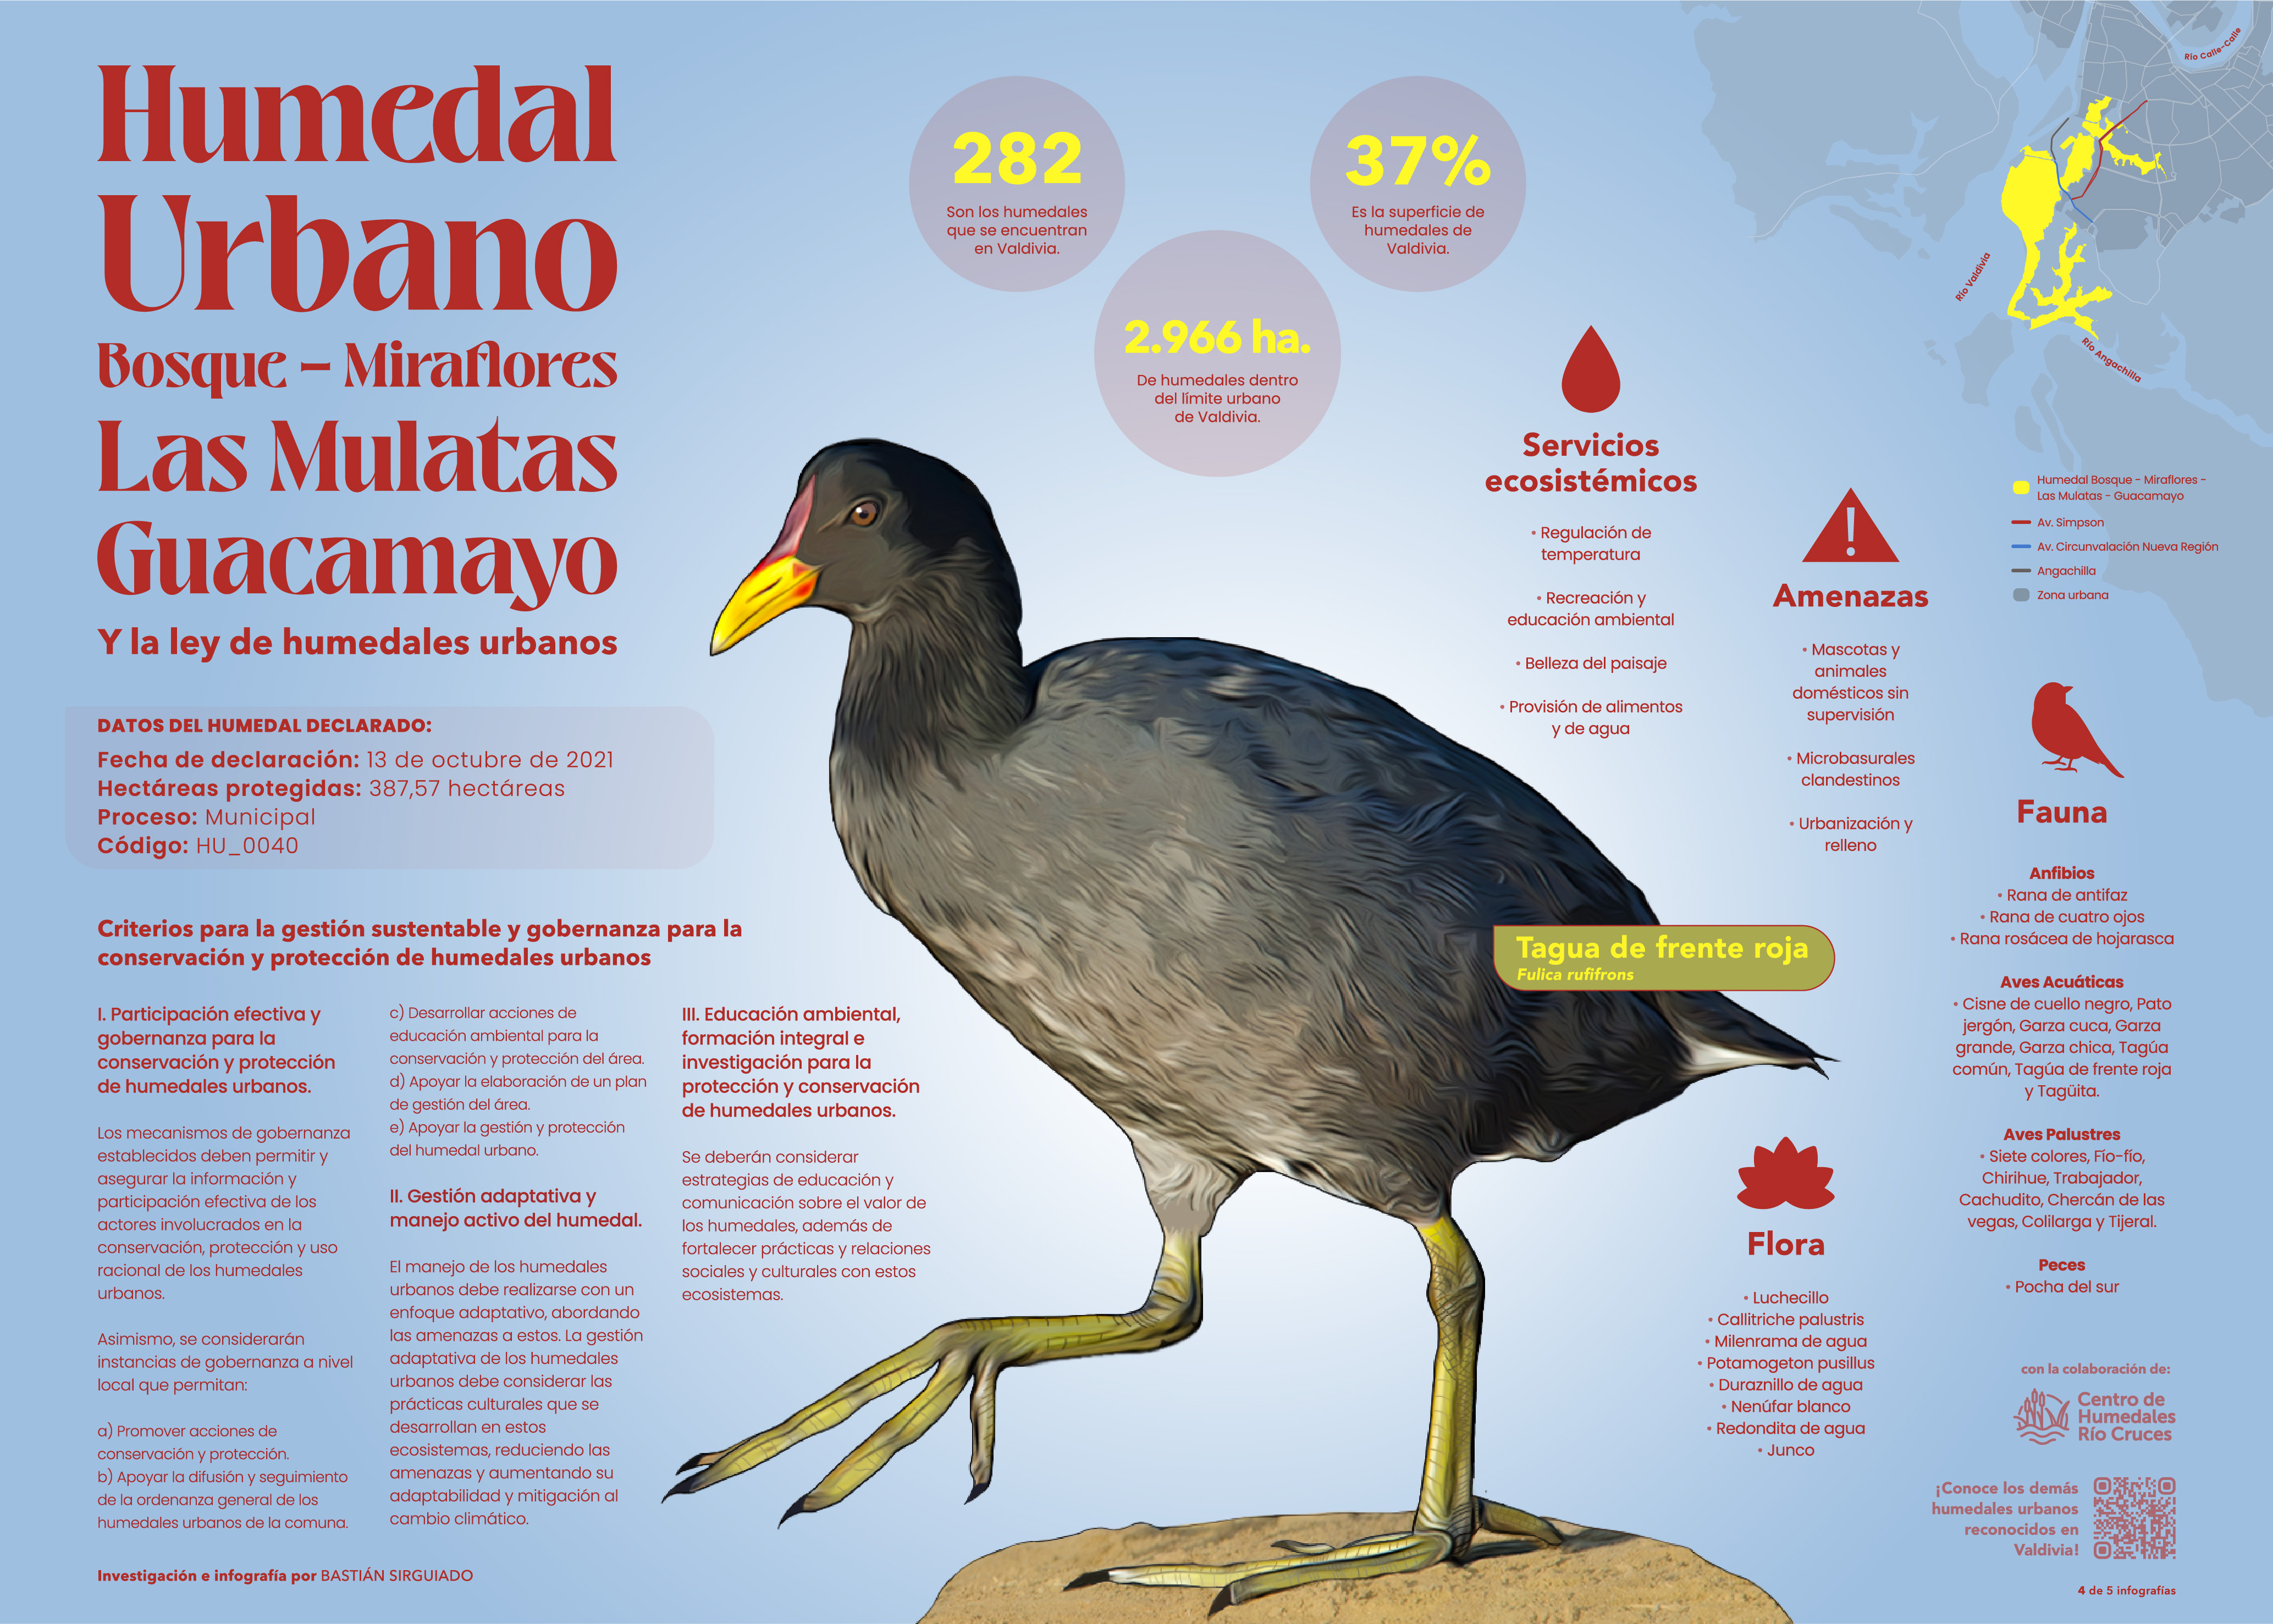 Humedal
Urbano
Bosque – Miraflores
Las Mulatas
Guacamayo
Y la ley de humedales urbanos
DATOS DEL HUMEDAL DECLARADO:
Fecha de declaración: 13 de octubre de 2021
Hectáreas protegidas: 387,57 hectáreas
Proceso: Municipal
Código: HU_0040
Criterios para la gestión sustentable y gobernanza para la
conservación y protección de humedales urbanos
I. Participación efectiva y
gobernanza para la
conservación y protección
de humedales urbanos.
Los mecanismos de gobernanza
establecidos deben permitir y
asegurar la información y
participación efectiva de los
actores involucrados en la
conservación, protección y uso
racional de los humedales
urbanos.
Asimismo, se considerarán
instancias de gobernanza a nivel
local que permitan:
a) Promover acciones de
conservación y protección.
b) Apoyar la difusión y seguimiento
de la ordenanza general de los
humedales urbanos de la comuna.
c) Desarrollar acciones de
educación ambiental para la
conservación y protección del área.
d) Apoyar la elaboración de un plan
de gestión del área.
e) Apoyar la gestión y protección
del humedal urbano.
II. Gestión adaptativa y
manejo activo del humedal.
El manejo de los humedales
urbanos debe realizarse con un
enfoque adaptativo, abordando
las amenazas a estos. La gestión
adaptativa de los humedales
urbanos debe considerar las
prácticas culturales que se
desarrollan en estos
ecosistemas, reduciendo las
amenazas y aumentando su
adaptabilidad y mitigación al
cambio climático.
III. Educación ambiental,
formación integral e
investigación para la
protección y conservación
de humedales urbanos.
Se deberán considerar
estrategias de educación y
comunicación sobre el valor de
los humedales, además de
fortalecer prácticas y relaciones
sociales y culturales con estos
ecosistemas.
Investigación e infografía por BASTIÁN SIRGUIADO
282
Son los humedales
que se encuentran
en Valdivia.
37%
Es la superficie de
humedales de
Valdivia.
2.966 ha.
De humedales dentro
del límite urbano
de Valdivia.
Río Calle-Calle
Río Valdivia
Río Angachilla
Humedal Bosque - Miraflores -
Las Mulatas - Guacamayo
Av. Simpson
Av. Circunvalación Nueva Región
Angachilla
Zona urbana
Servicios
ecosistémicos
• Regulación de
temperatura
• Recreación y
educación ambiental
• Belleza del paisaje
• Provisión de alimentos
y de agua
Amenazas
• Mascotas y
animales
domésticos sin
supervisión
• Microbasurales
clandestinos
• Urbanización y
relleno
Tagua de frente roja
Fulica rufifrons
Fauna
Anfibios
• Rana de antifaz
• Rana de cuatro ojos
• Rana rosácea de hojarasca
Aves Acuáticas
• Cisne de cuello negro, Pato
jergón, Garza cuca, Garza
grande, Garza chica, Tagúa
común, Tagúa de frente roja
y Tagüita.
Aves Palustres
• Siete colores, Fío-fío,
Chirihue, Trabajador,
Cachudito, Chercán de las
vegas, Colilarga y Tijeral.
Peces
• Pocha del sur
Flora
• Luchecillo
• Callitriche palustris
• Milenrama de agua
• Potamogeton pusillus
• Duraznillo de agua
• Nenúfar blanco
• Redondita de agua
• Junco
con la colaboración de:
Centro de
Humedales
Río Cruces
¡Conoce los demás
humedales urbanos
reconocidos en
Valdivia!
4 de 5 infografías